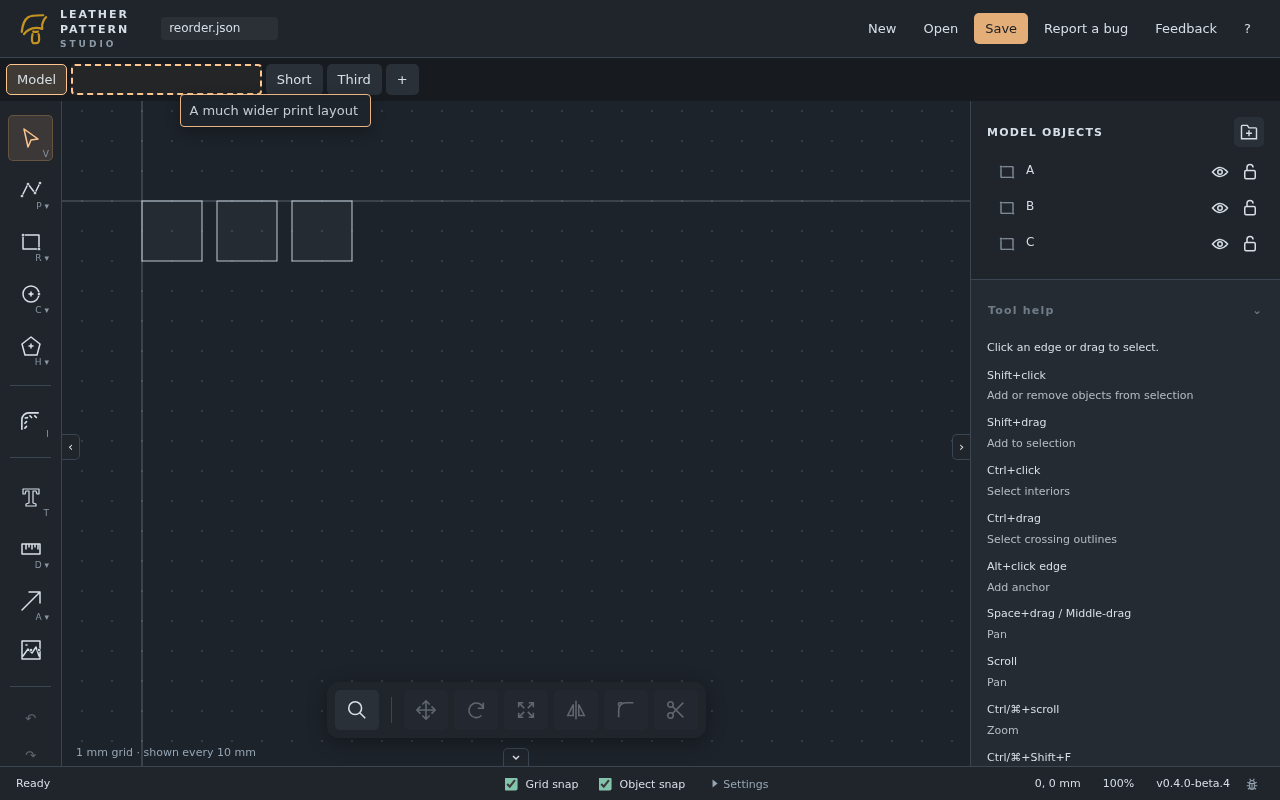 LEATHER
PATTERN
STUDIO
reorder.json
New
Open
Save
Report a bug
Feedback
?
Model
Short
Third
+
A much wider print layout
V
P ▾
R ▾
C ▾
H ▾
I
T
D ▾
A ▾
MODEL OBJECTS
A
B
C
Tool help
Click an edge or drag to select.
Shift+click
Add or remove objects from selection
Shift+drag
Add to selection
Ctrl+click
Select interiors
Ctrl+drag
Select crossing outlines
Alt+click edge
Add anchor
Space+drag / Middle-drag
Pan
Scroll
Pan
Ctrl/⌘+scroll
Zoom
Ctrl/⌘+Shift+F
1 mm grid · shown every 10 mm
Ready
Grid snap
Object snap
Settings
0, 0 mm
100%
v0.4.0-beta.4